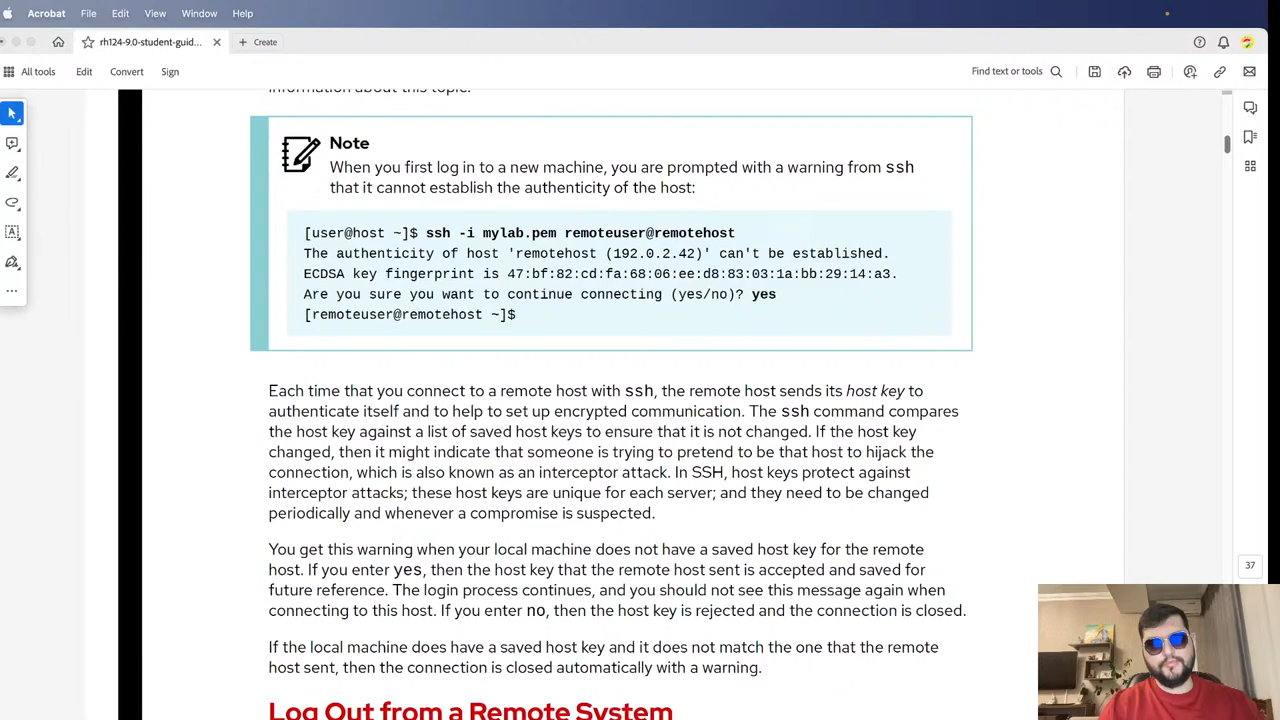 Acrobat File Edit View Window Help
rh124-9.0-student-guid... Create
All tools Edit Convert Sign Find text or tools
information about this topic.
Note
When you first log in to a new machine, you are prompted with a warning from ssh
that it cannot establish the authenticity of the host:
[user@host ~]$ ssh -i mylab.pem remoteuser@remotehost
The authenticity of host 'remotehost (192.0.2.42)' can't be established.
ECDSA key fingerprint is 47:bf:82:cd:fa:68:06:ee:d8:83:03:1a:bb:29:14:a3.
Are you sure you want to continue connecting (yes/no)? yes
[remoteuser@remotehost ~]$
Each time that you connect to a remote host with ssh, the remote host sends its host key to
authenticate itself and to help to set up encrypted communication. The ssh command compares
the host key against a list of saved host keys to ensure that it is not changed. If the host key
changed, then it might indicate that someone is trying to pretend to be that host to hijack the
connection, which is also known as an interceptor attack. In SSH, host keys protect against
interceptor attacks; these host keys are unique for each server; and they need to be changed
periodically and whenever a compromise is suspected.
You get this warning when your local machine does not have a saved host key for the remote
host. If you enter yes, then the host key that the remote host sent is accepted and saved for
future reference. The login process continues, and you should not see this message again when
connecting to this host. If you enter no, then the host key is rejected and the connection is closed.
37
If the local machine does have a saved host key and it does not match the one that the remote
host sent, then the connection is closed automatically with a warning.
Log Out from a Remote System